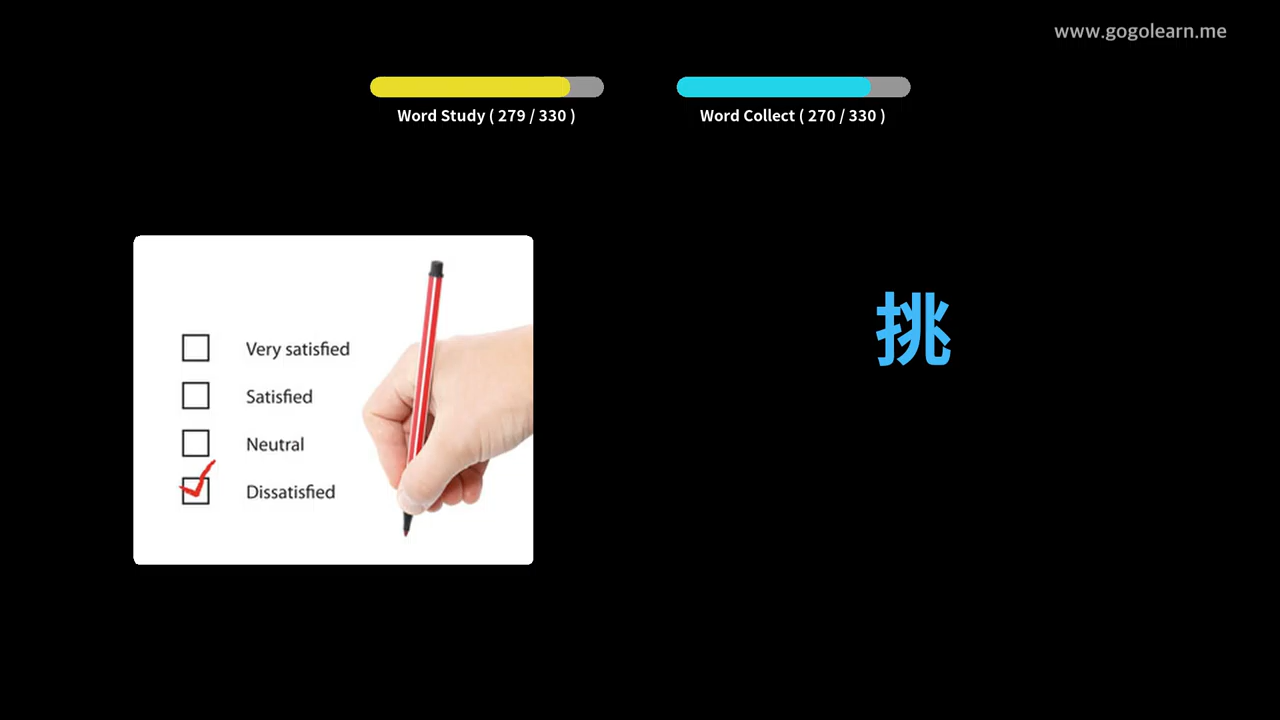 www.gogolearn.me
Word Study ( 279 / 330 )
Word Collect ( 270 / 330 )
挑
Very satisfied
Satisfied
Neutral
Dissatisfied